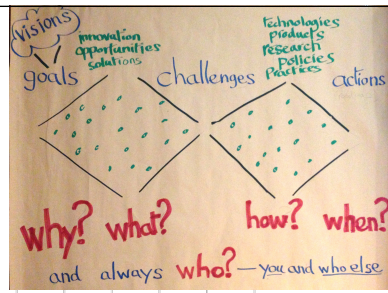 visions
innovation
opportunities
solutions
technologies
products
research
policies
Practices
goals challenges actions
why? what? how? when?
and always who? — you and who else